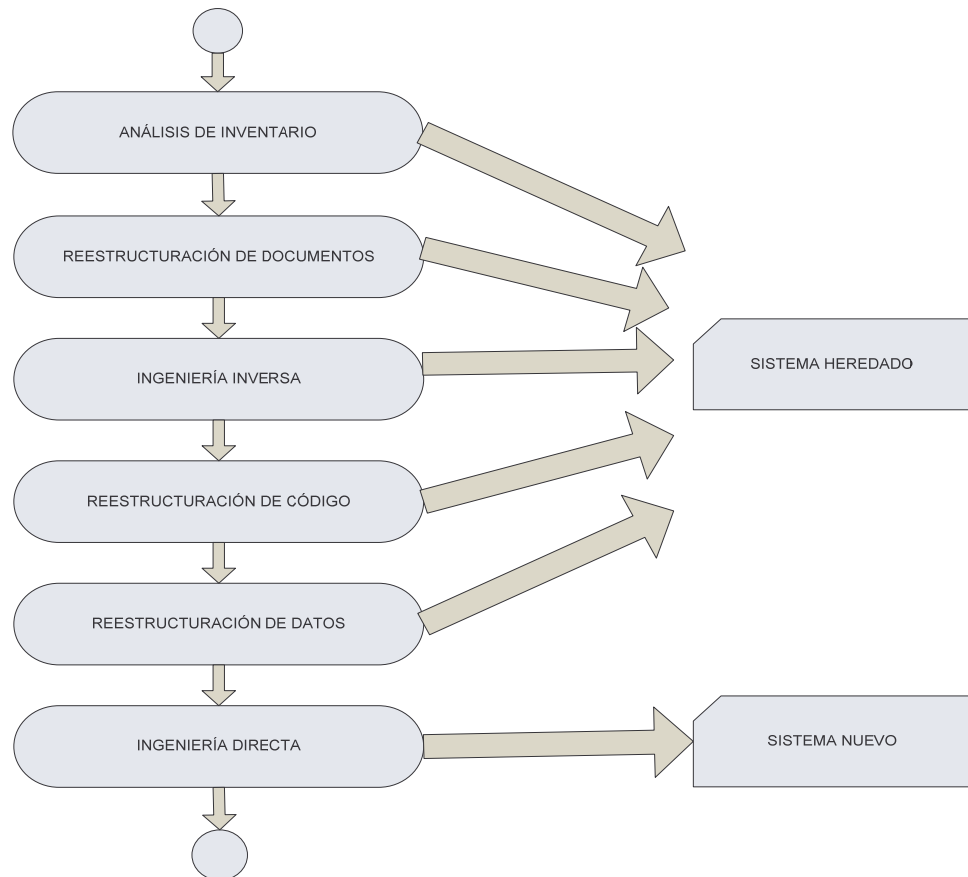 ANÁLISIS DE INVENTARIO
REESTRUCTURACIÓN DE DOCUMENTOS
INGENIERÍA INVERSA
SISTEMA HEREDADO
REESTRUCTURACIÓN DE CÓDIGO
REESTRUCTURACIÓN DE DATOS
INGENIERÍA DIRECTA
SISTEMA NUEVO